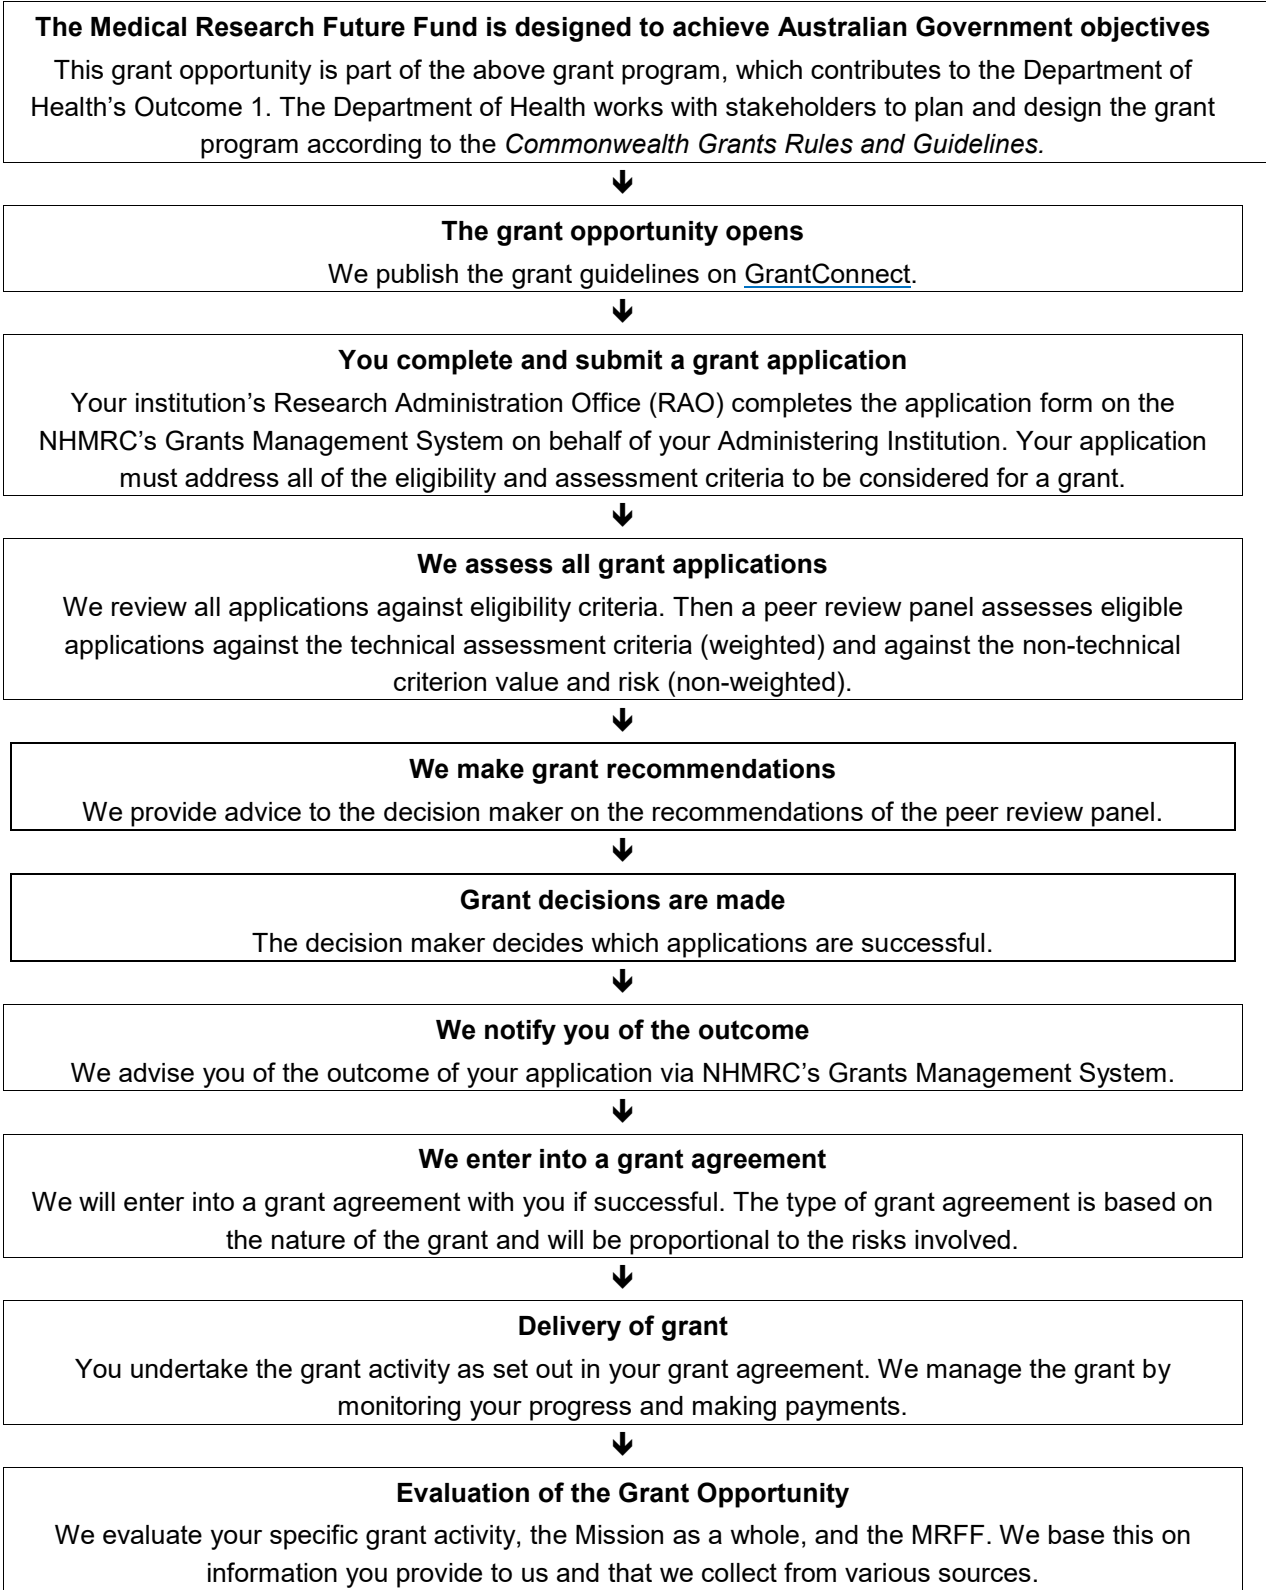 The Medical Research Future Fund is designed to achieve Australian Government objectives
This grant opportunity is part of the above grant program, which contributes to the Department of
Health’s Outcome 1. The Department of Health works with stakeholders to plan and design the grant
program according to the Commonwealth Grants Rules and Guidelines.
The grant opportunity opens
We publish the grant guidelines on GrantConnect.
You complete and submit a grant application
Your institution’s Research Administration Office (RAO) completes the application form on the
NHMRC’s Grants Management System on behalf of your Administering Institution. Your application
must address all of the eligibility and assessment criteria to be considered for a grant.
We assess all grant applications
We review all applications against eligibility criteria. Then a peer review panel assesses eligible
applications against the technical assessment criteria (weighted) and against the non-technical
criterion value and risk (non-weighted).
We make grant recommendations
We provide advice to the decision maker on the recommendations of the peer review panel.
Grant decisions are made
The decision maker decides which applications are successful.
We notify you of the outcome
We advise you of the outcome of your application via NHMRC’s Grants Management System.
We enter into a grant agreement
We will enter into a grant agreement with you if successful. The type of grant agreement is based on
the nature of the grant and will be proportional to the risks involved.
Delivery of grant
You undertake the grant activity as set out in your grant agreement. We manage the grant by
monitoring your progress and making payments.
Evaluation of the Grant Opportunity
We evaluate your specific grant activity, the Mission as a whole, and the MRFF. We base this on
information you provide to us and that we collect from various sources.